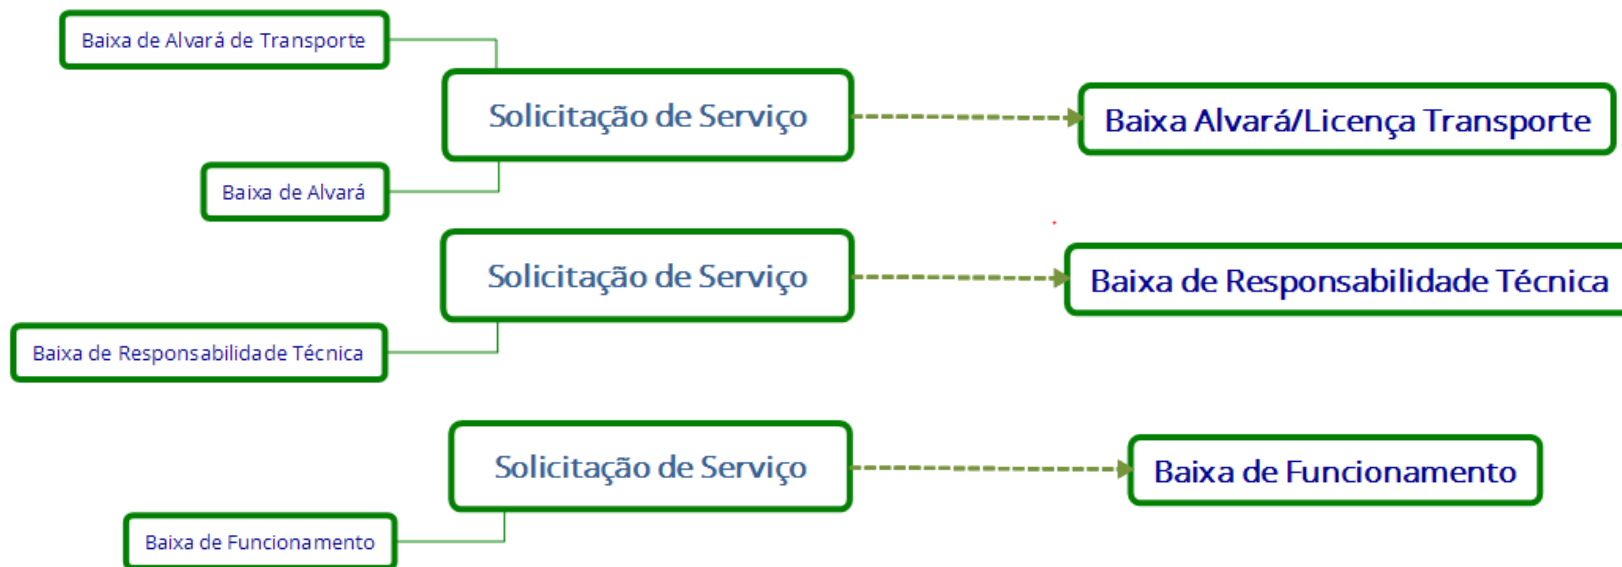 Baixa de Alvará de Transporte
Solicitação de Serviço
Baixa Alvará/Licença Transporte
Baixa de Alvará
Solicitação de Serviço
Baixa de Responsabilidade Técnica
Baixa de Responsabilidade Técnica
Solicitação de Serviço
Baixa de Funcionamento
Baixa de Funcionamento